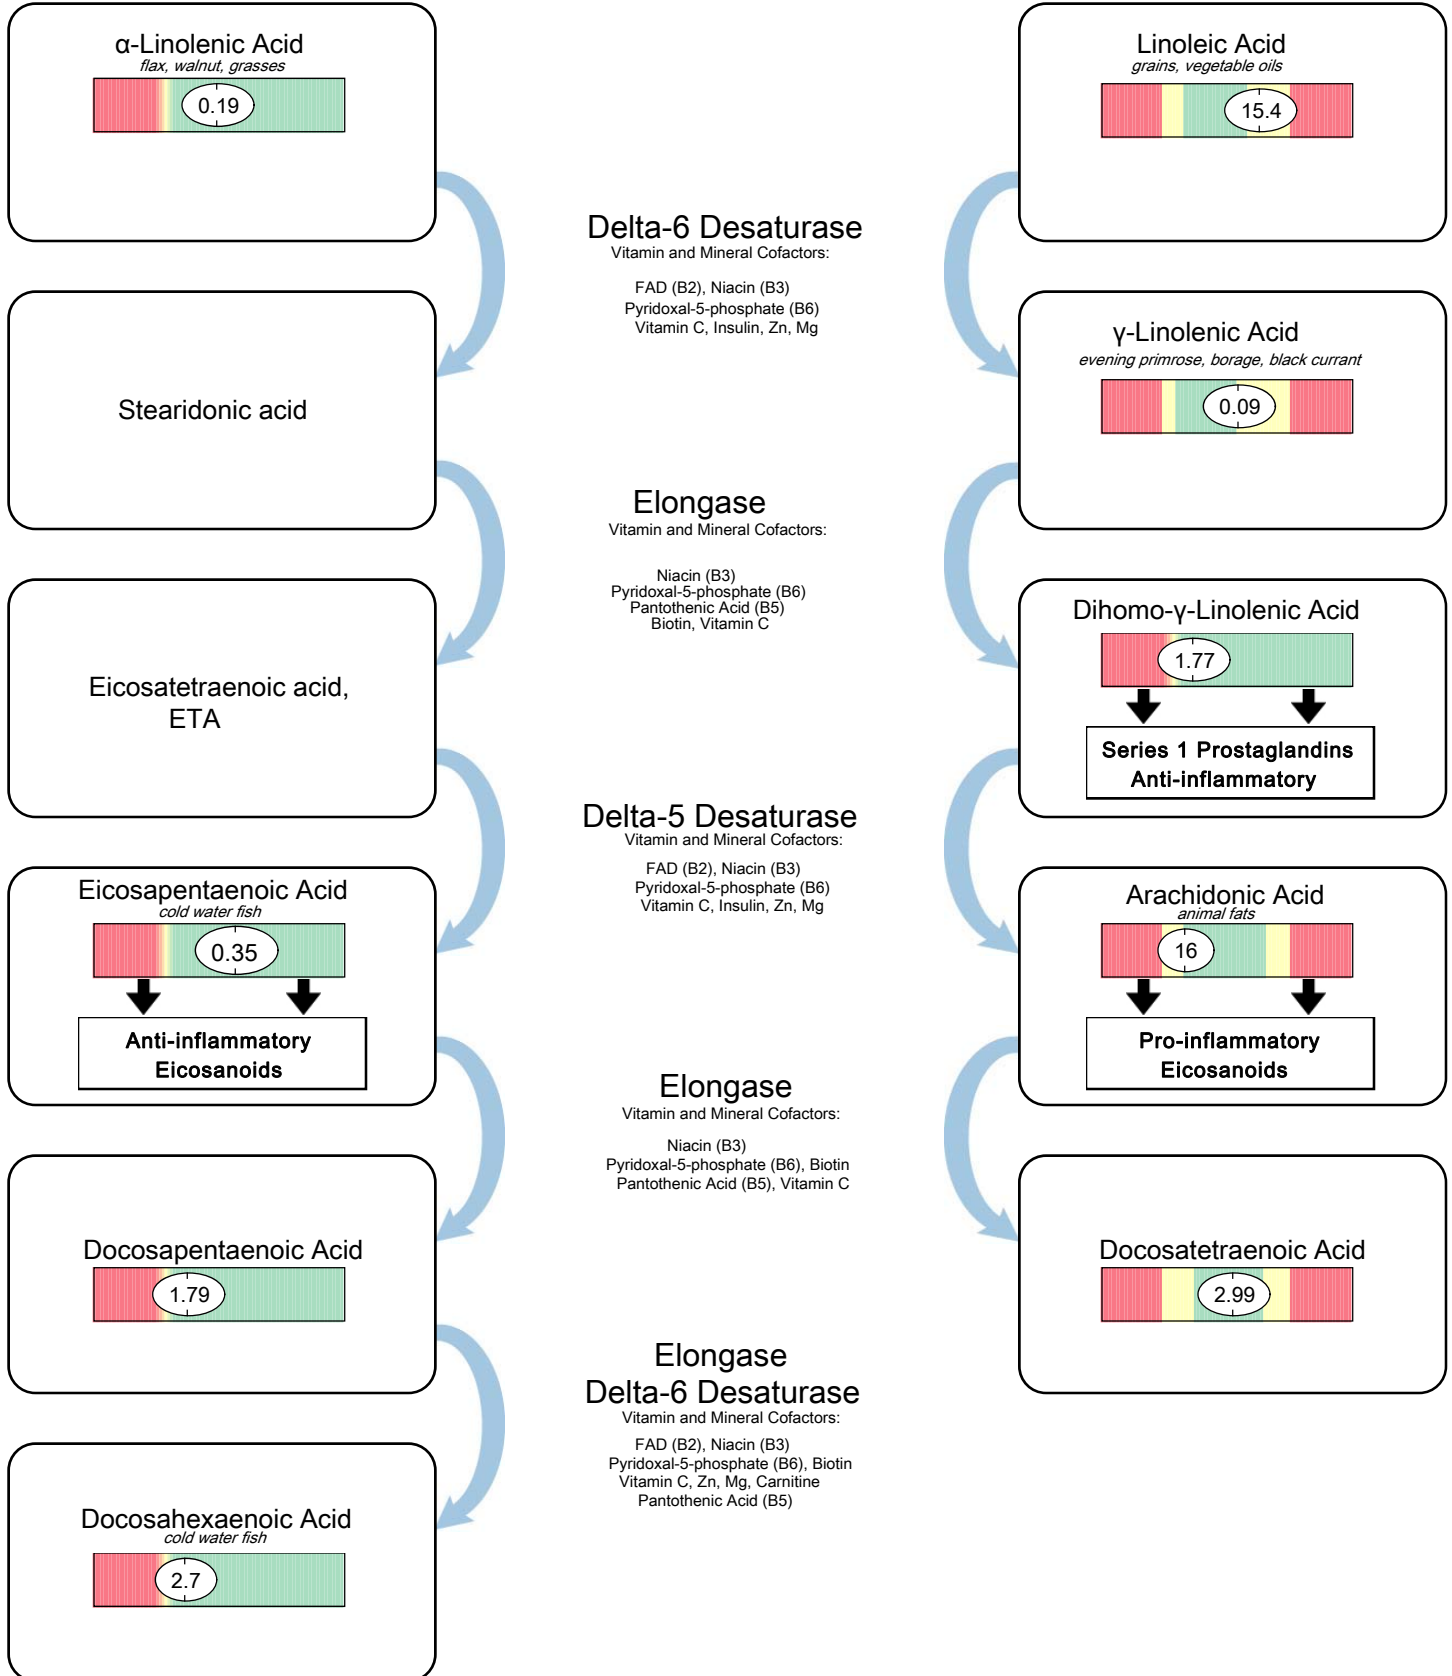 α-Linolenic Acid
flax, walnut, grasses
0.19
Stearidonic acid
Eicosatetraenoic acid,
ETA
Eicosapentaenoic Acid
cold water fish
0.35
Anti-inflammatory
Eicosanoids
Docosapentaenoic Acid
1.79
Docosahexaenoic Acid
cold water fish
2.7
Delta-6 Desaturase
Vitamin and Mineral Cofactors:
FAD (B2), Niacin (B3)
Pyridoxal-5-phosphate (B6)
Vitamin C, Insulin, Zn, Mg
Elongase
Vitamin and Mineral Cofactors:
Niacin (B3)
Pyridoxal-5-phosphate (B6)
Pantothenic Acid (B5)
Biotin, Vitamin C
Delta-5 Desaturase
Vitamin and Mineral Cofactors:
FAD (B2), Niacin (B3)
Pyridoxal-5-phosphate (B6)
Vitamin C, Insulin, Zn, Mg
Elongase
Vitamin and Mineral Cofactors:
Niacin (B3)
Pyridoxal-5-phosphate (B6), Biotin
Pantothenic Acid (B5), Vitamin C
Elongase
Delta-6 Desaturase
Vitamin and Mineral Cofactors:
FAD (B2), Niacin (B3)
Pyridoxal-5-phosphate (B6), Biotin
Vitamin C, Zn, Mg, Carnitine
Pantothenic Acid (B5)
Linoleic Acid
grains, vegetable oils
15.4
γ-Linolenic Acid
evening primrose, borage, black currant
0.09
Dihomo-γ-Linolenic Acid
1.77
Series 1 Prostaglandins
Anti-inflammatory
Arachidonic Acid
animal fats
16
Pro-inflammatory
Eicosanoids
Docosatetraenoic Acid
2.99